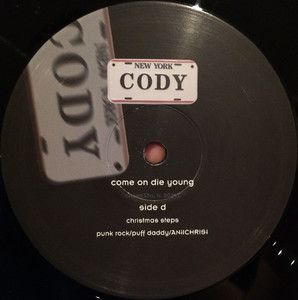 NEW YORK
CODY
CODY
come on die young
side d
christmas steps
punk rock/puff daddy/ANtICHRISt